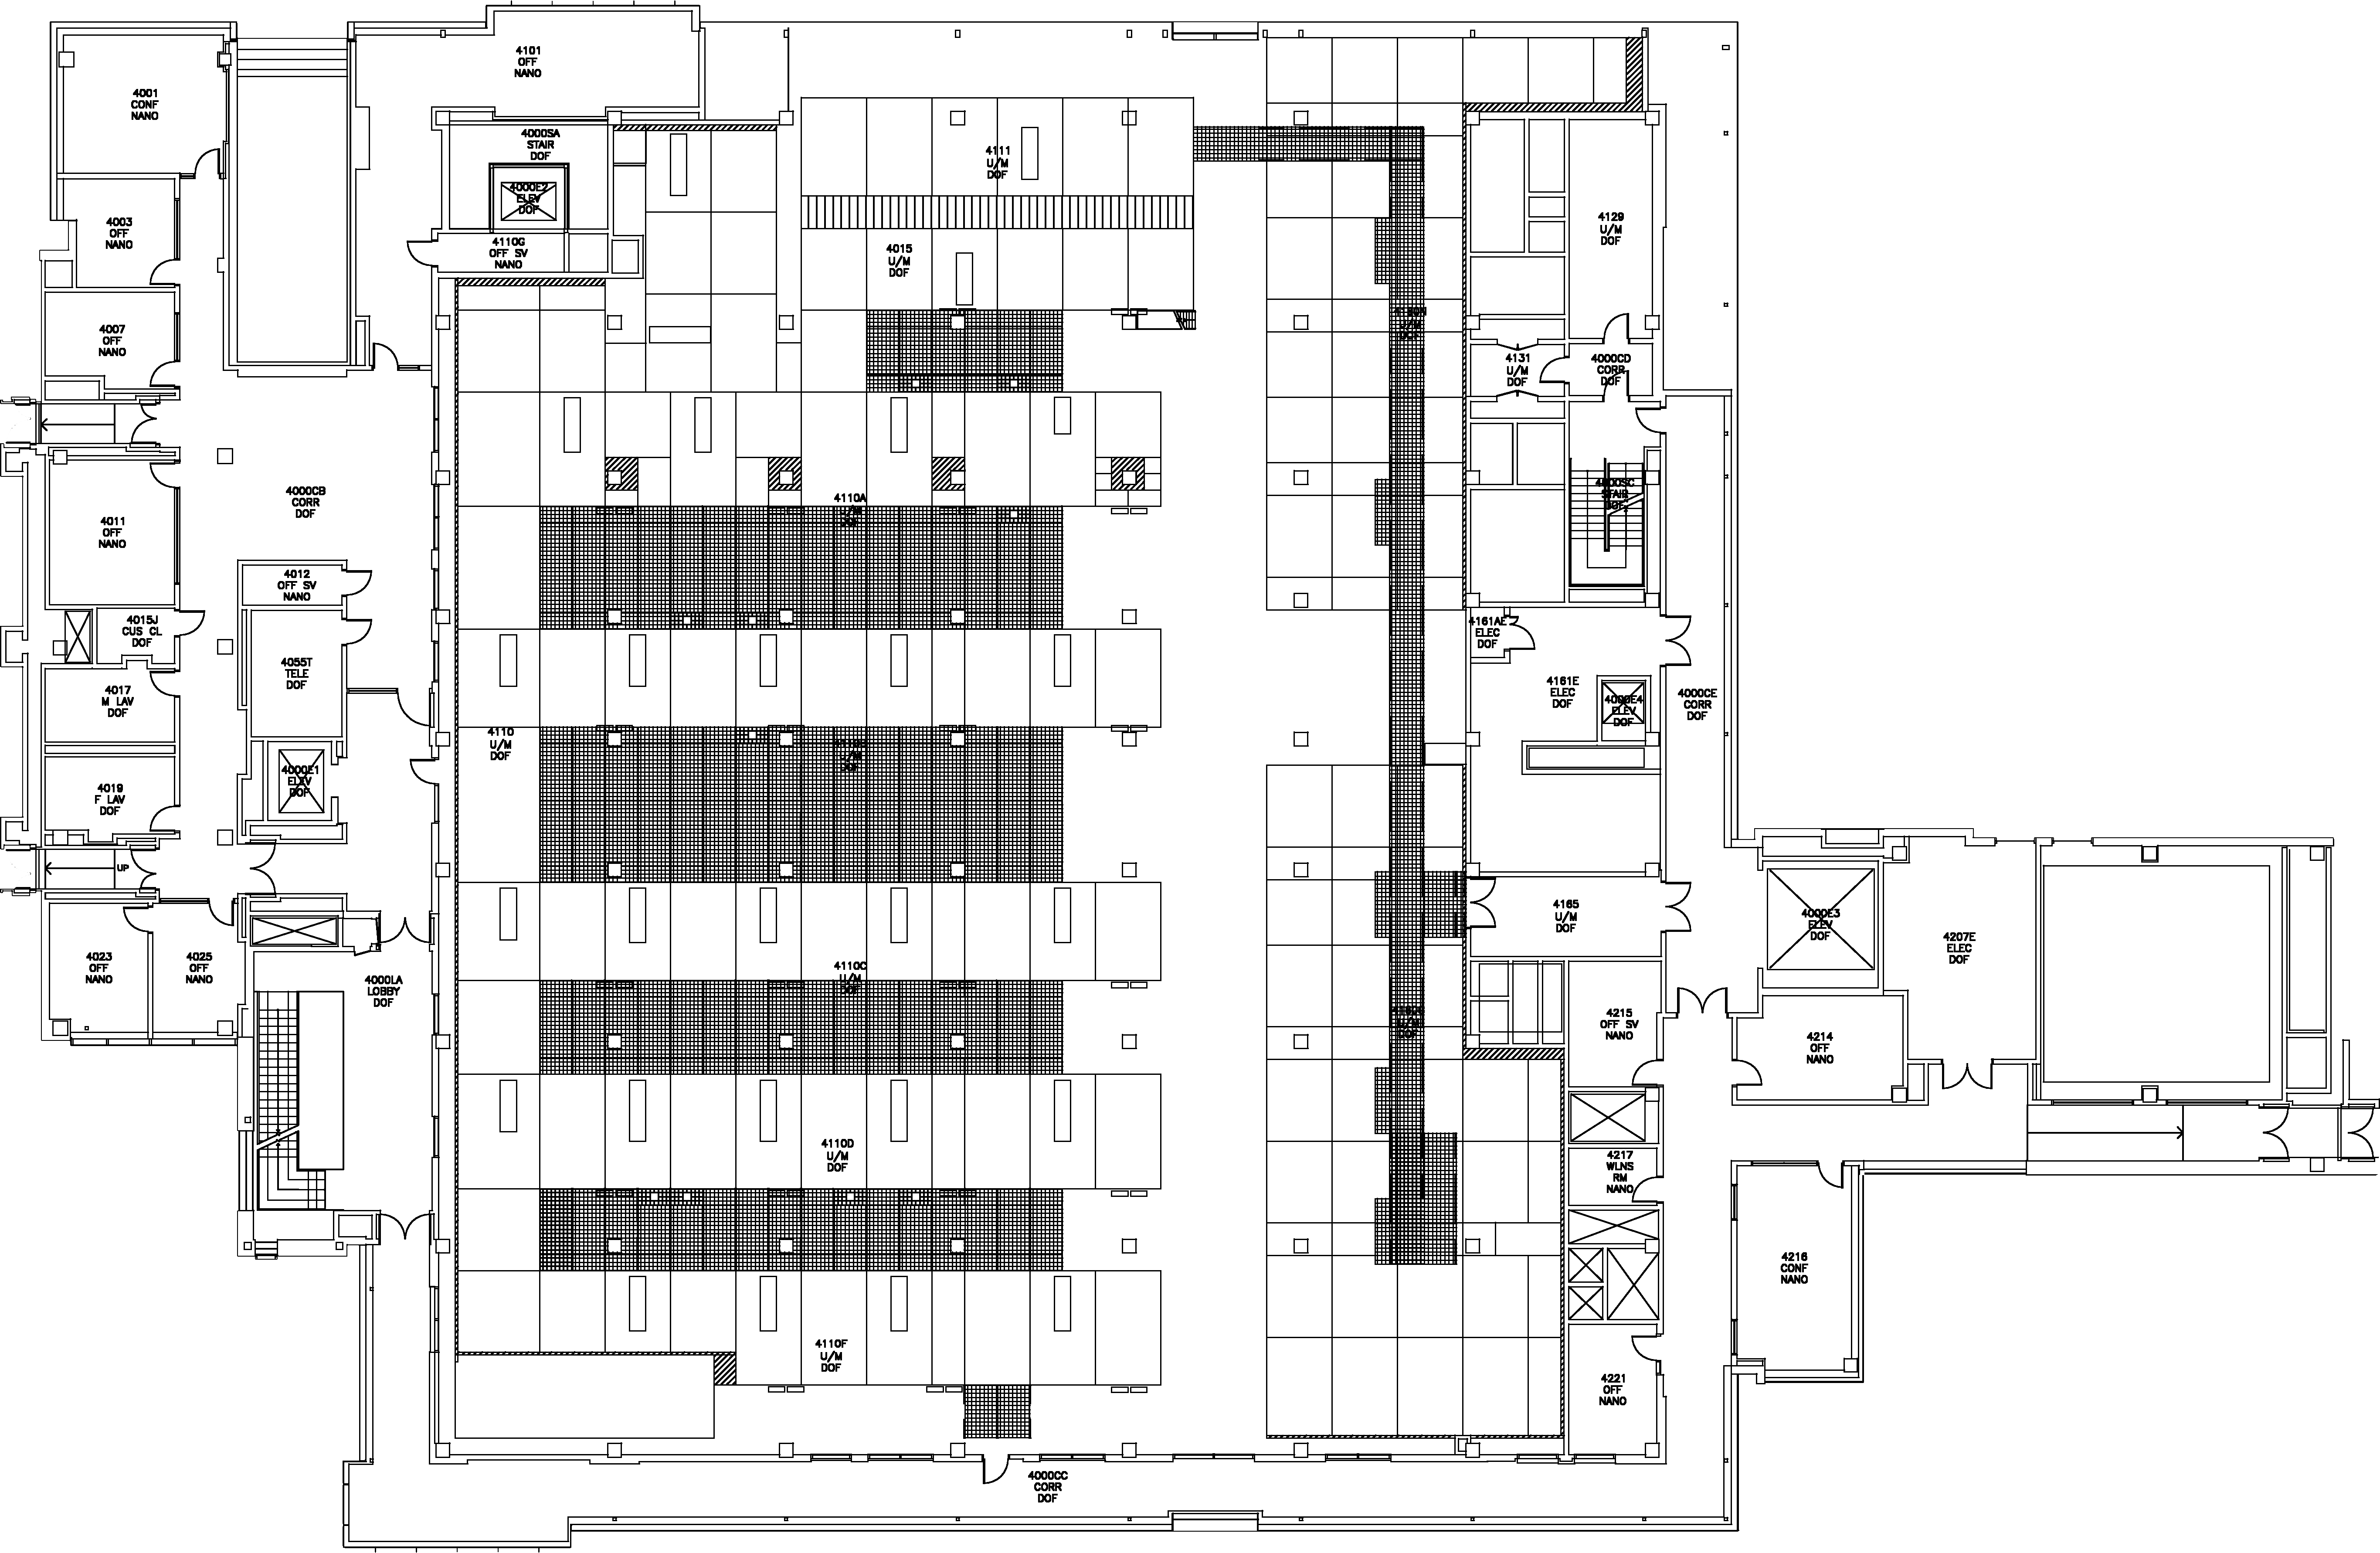 4101
OFF
NANO
4001
CONF
NANO
4000SA
STAIR
DOF
4111
U/M
DOF
4000E2
ELEV
DOF
4003
OFF
NANO
4129
U/M
DOF
4110G
OFF SV
NANO
4015
U/M
DOF
4007
OFF
NANO
U/M
DOF
4131
U/M
DOF
4000CD
CORR
DOF
4000CB
CORR
DOF
4110A
U/M
DOF
4000SC
STAIR
DOF
4011
OFF
NANO
4012
OFF SV
NANO
4015J
CUS CL
DOF
4161AE
ELEC
DOF
4055T
TELE
DOF
4017
M LAV
DOF
4161E
ELEC
DOF
4000E4
ELEV
DOF
4000CE
CORR
DOF
4110
U/M
DOF
U/M
DOF
4000E1
ELEV
DOF
4019
F LAV
DOF
UP
4165
U/M
DOF
4000E3
ELEV
DOF
4207E
ELEC
DOF
4023
OFF
NANO
4025
OFF
NANO
4000LA
LOBBY
DOF
4110C
U/M
DOF
U/M
DOF
4215
OFF SV
NANO
4214
OFF
NANO
4110D
U/M
DOF
4217
WLNS
RM
NANO
4216
CONF
NANO
4110F
U/M
DOF
4221
OFF
NANO
4000CC
CORR
DOF